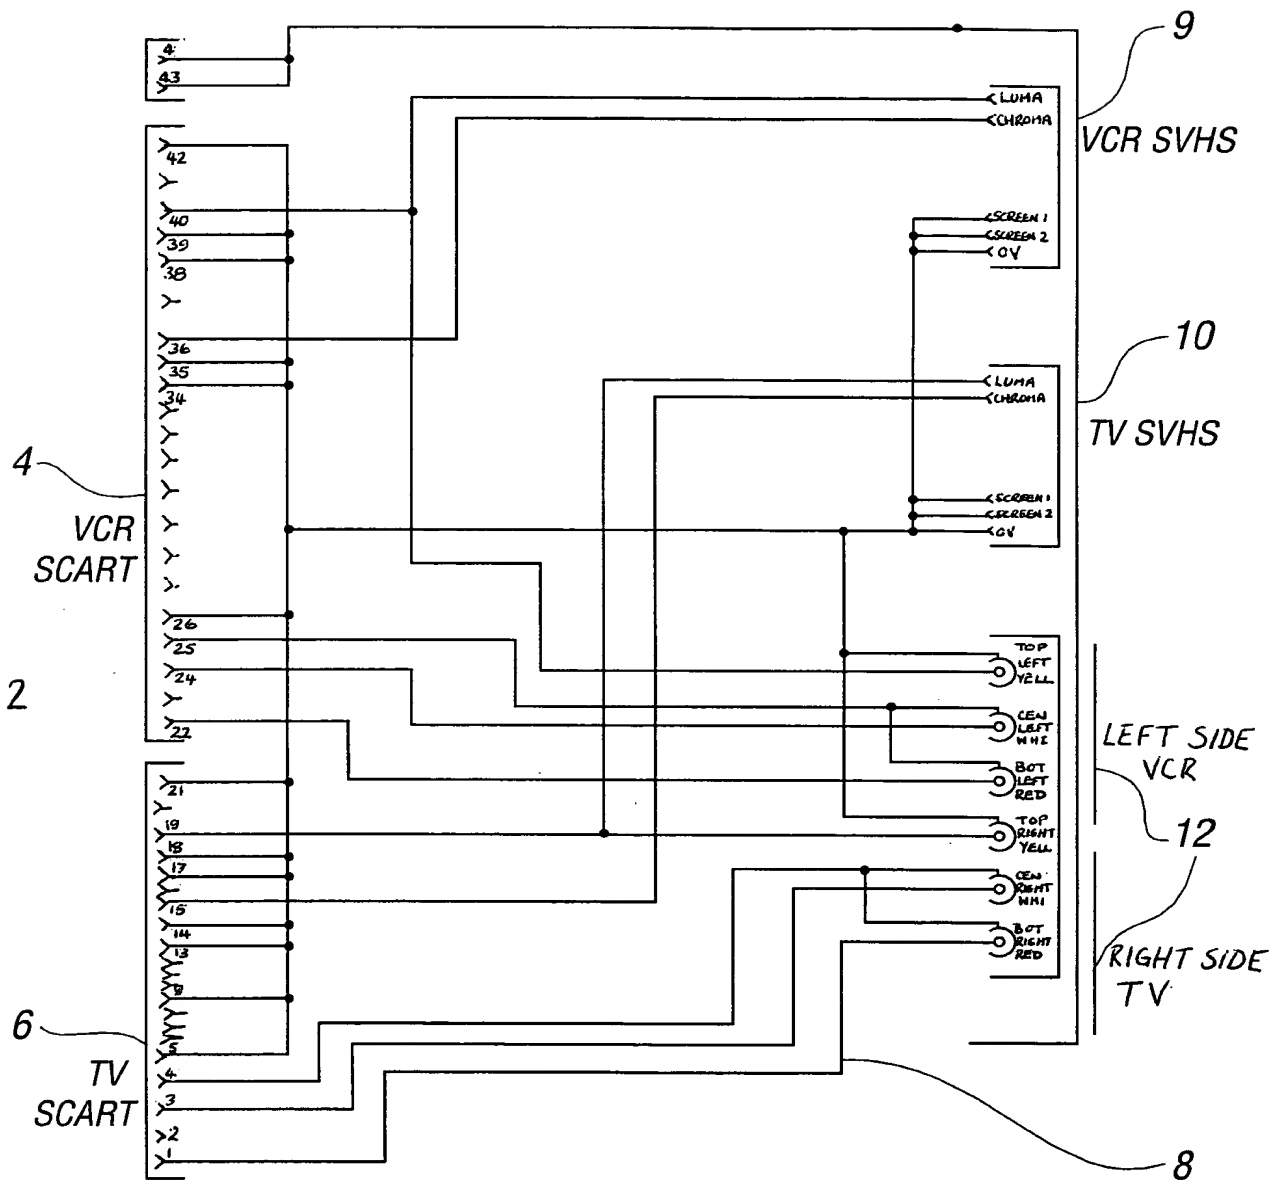 4
43
42
40
39
38
36
35
34
26
25
24
22
4
VCR
SCART
2
21
19
18
17
15
14
13
5
4
3
2
1
6
TV
SCART
LUMA
CHROMA
SCREEN 1
SCREEN 2
OV
9
VCR SVHS
LUMA
CHROMA
SCREEN 1
SCREEN 2
OV
10
TV SVHS
TOP
LEFT
YELL
CEN
LEFT
WHI
BOT
LEFT
RED
TOP
RIGHT
YELL
CEN
RIGHT
WHI
BOT
RIGHT
RED
LEFT SIDE
VCR
12
RIGHT SIDE
TV
8